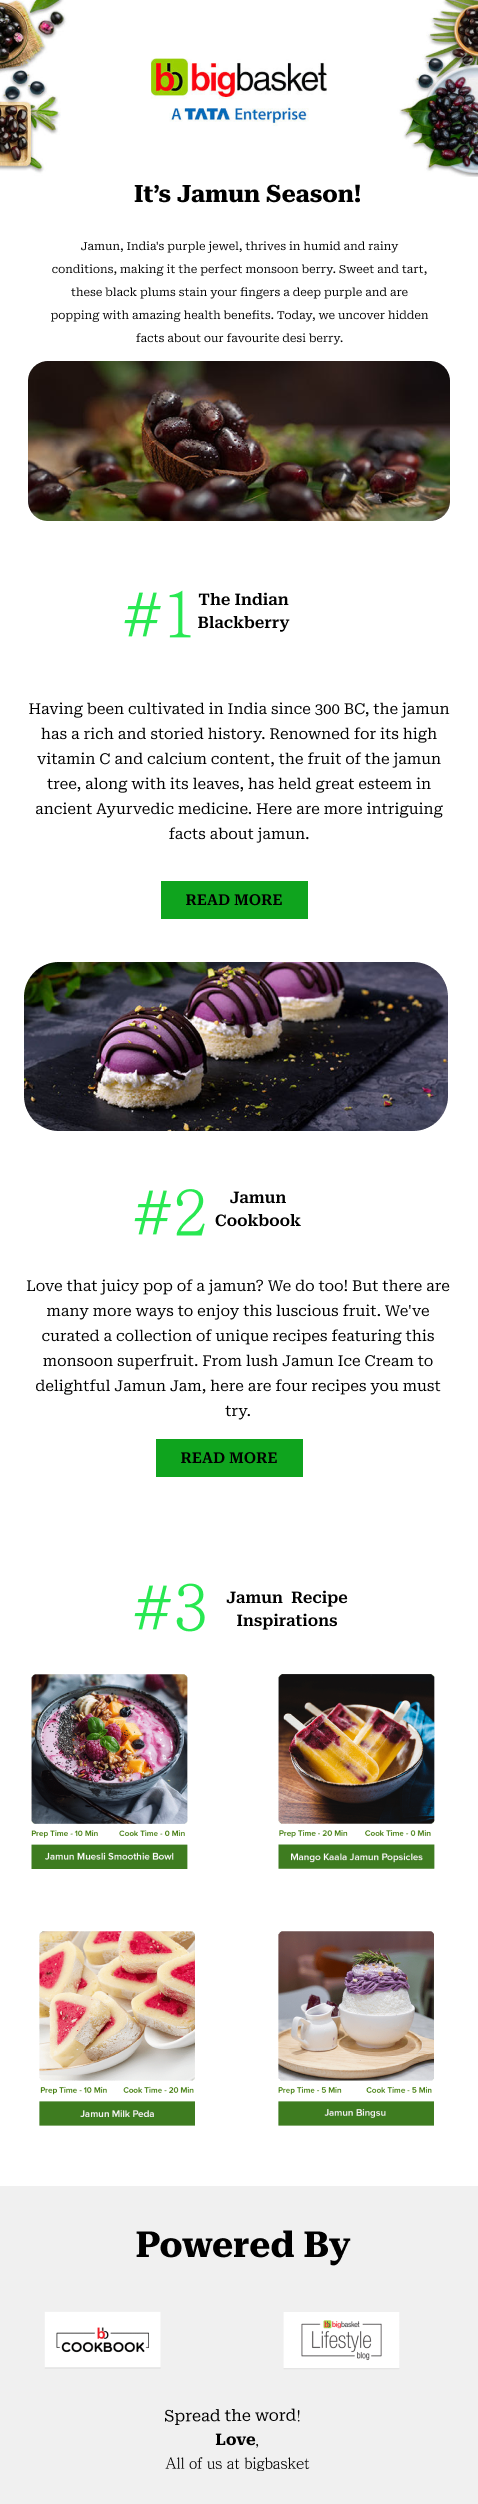 bb bigbasket
A TATA Enterprise
It’s Jamun Season!
Jamun, India's purple jewel, thrives in humid and rainy
conditions, making it the perfect monsoon berry. Sweet and tart,
these black plums stain your fingers a deep purple and are
popping with amazing health benefits. Today, we uncover hidden
facts about our favourite desi berry.
#1 The Indian
Blackberry
Having been cultivated in India since 300 BC, the jamun
has a rich and storied history. Renowned for its high
vitamin C and calcium content, the fruit of the jamun
tree, along with its leaves, has held great esteem in
ancient Ayurvedic medicine. Here are more intriguing
facts about jamun.
READ MORE
#2 Jamun
Cookbook
Love that juicy pop of a jamun? We do too! But there are
many more ways to enjoy this luscious fruit. We've
curated a collection of unique recipes featuring this
monsoon superfruit. From lush Jamun Ice Cream to
delightful Jamun Jam, here are four recipes you must
try.
READ MORE
#3 Jamun Recipe
Inspirations
Prep Time - 10 Min Cook Time - 0 Min
Jamun Muesli Smoothie Bowl
Prep Time - 20 Min Cook Time - 0 Min
Mango Kaala Jamun Popsicles
Prep Time - 10 Min Cook Time - 20 Min
Jamun Milk Peda
Prep Time - 5 Min Cook Time - 5 Min
Jamun Bingsu
Powered By
bb
COOKBOOK
bb bigbasket
Lifestyle
blog
Spread the word!
Love,
All of us at bigbasket